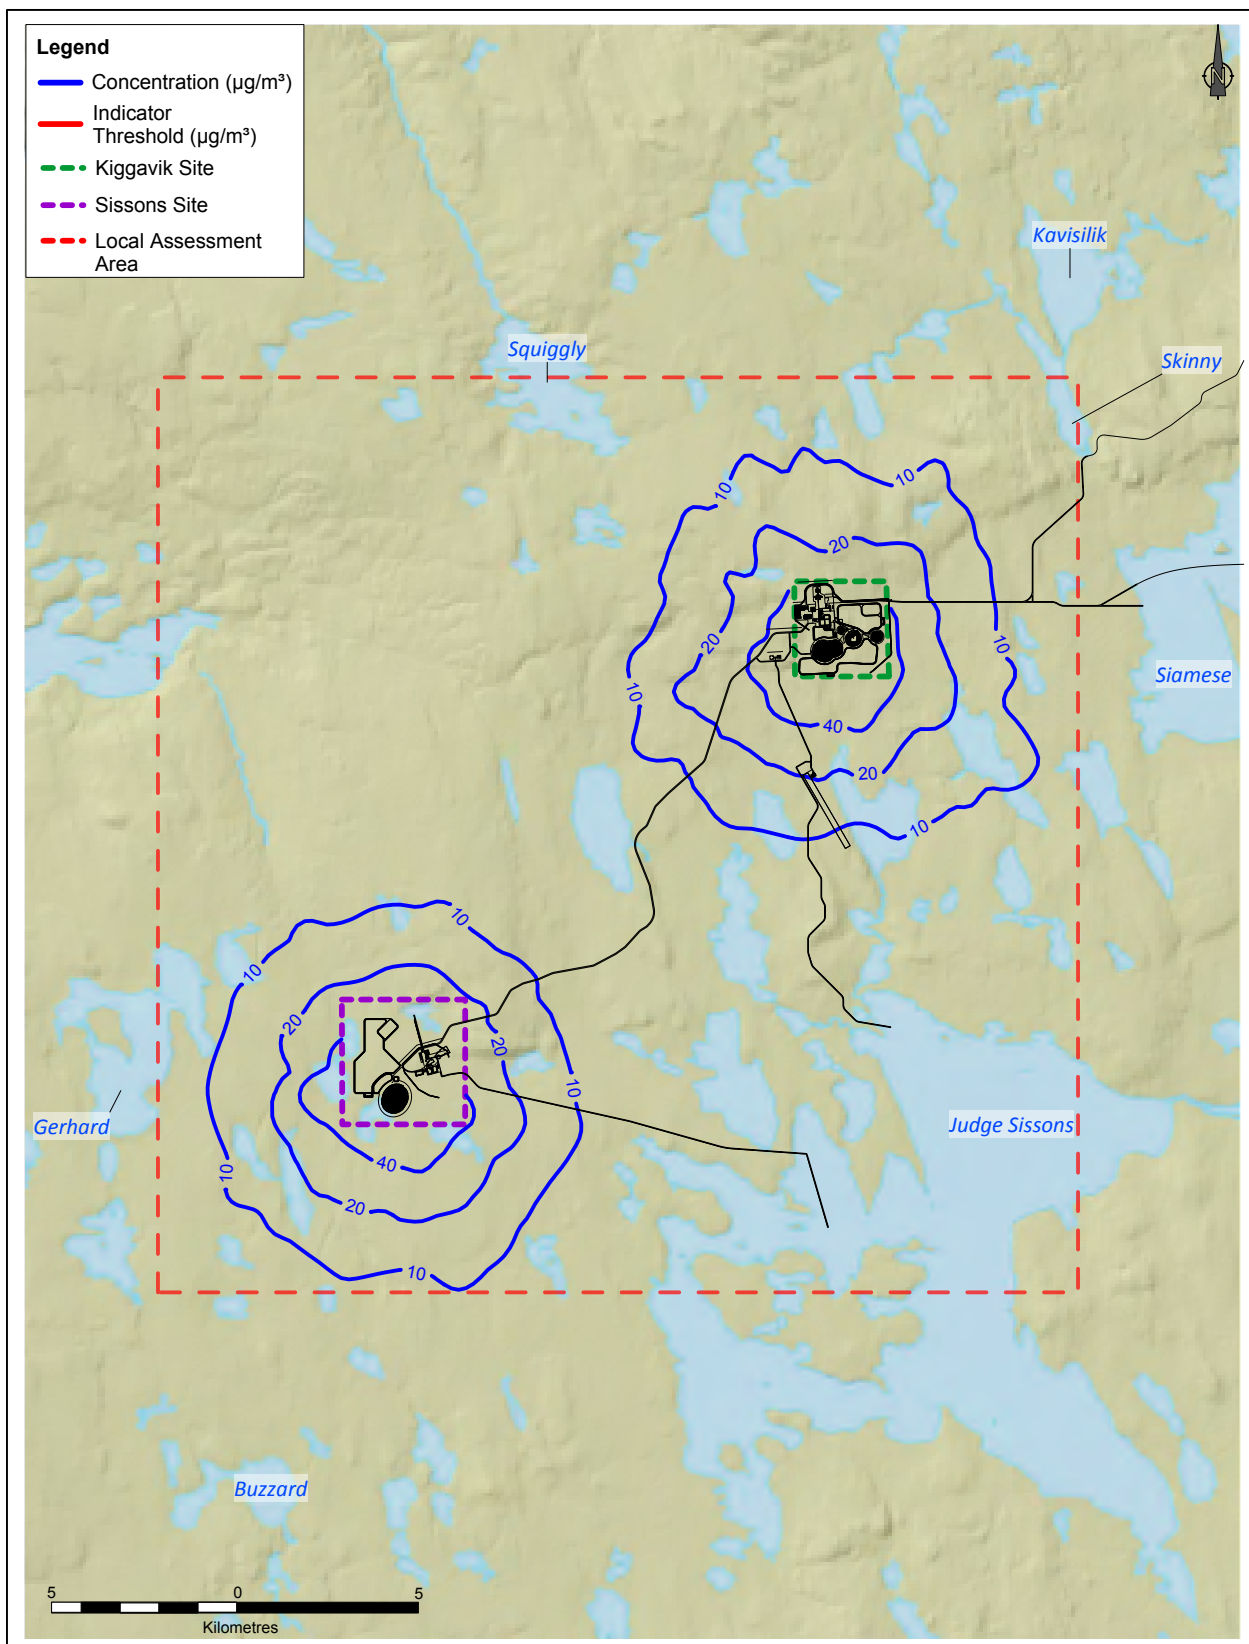 Legend
Concentration (µg/m³)
Indicator
Threshold (µg/m³)
Kiggavik Site
Sissons Site
Local Assessment
Area
N
Kavisilik
Squiggly
Skinny
10
10
20
20
10
Siamese
10
40
20
10
10
10
20
20
10
Gerhard
Judge Sissons
40
10
20
10
Buzzard
5 0 5
Kilometres